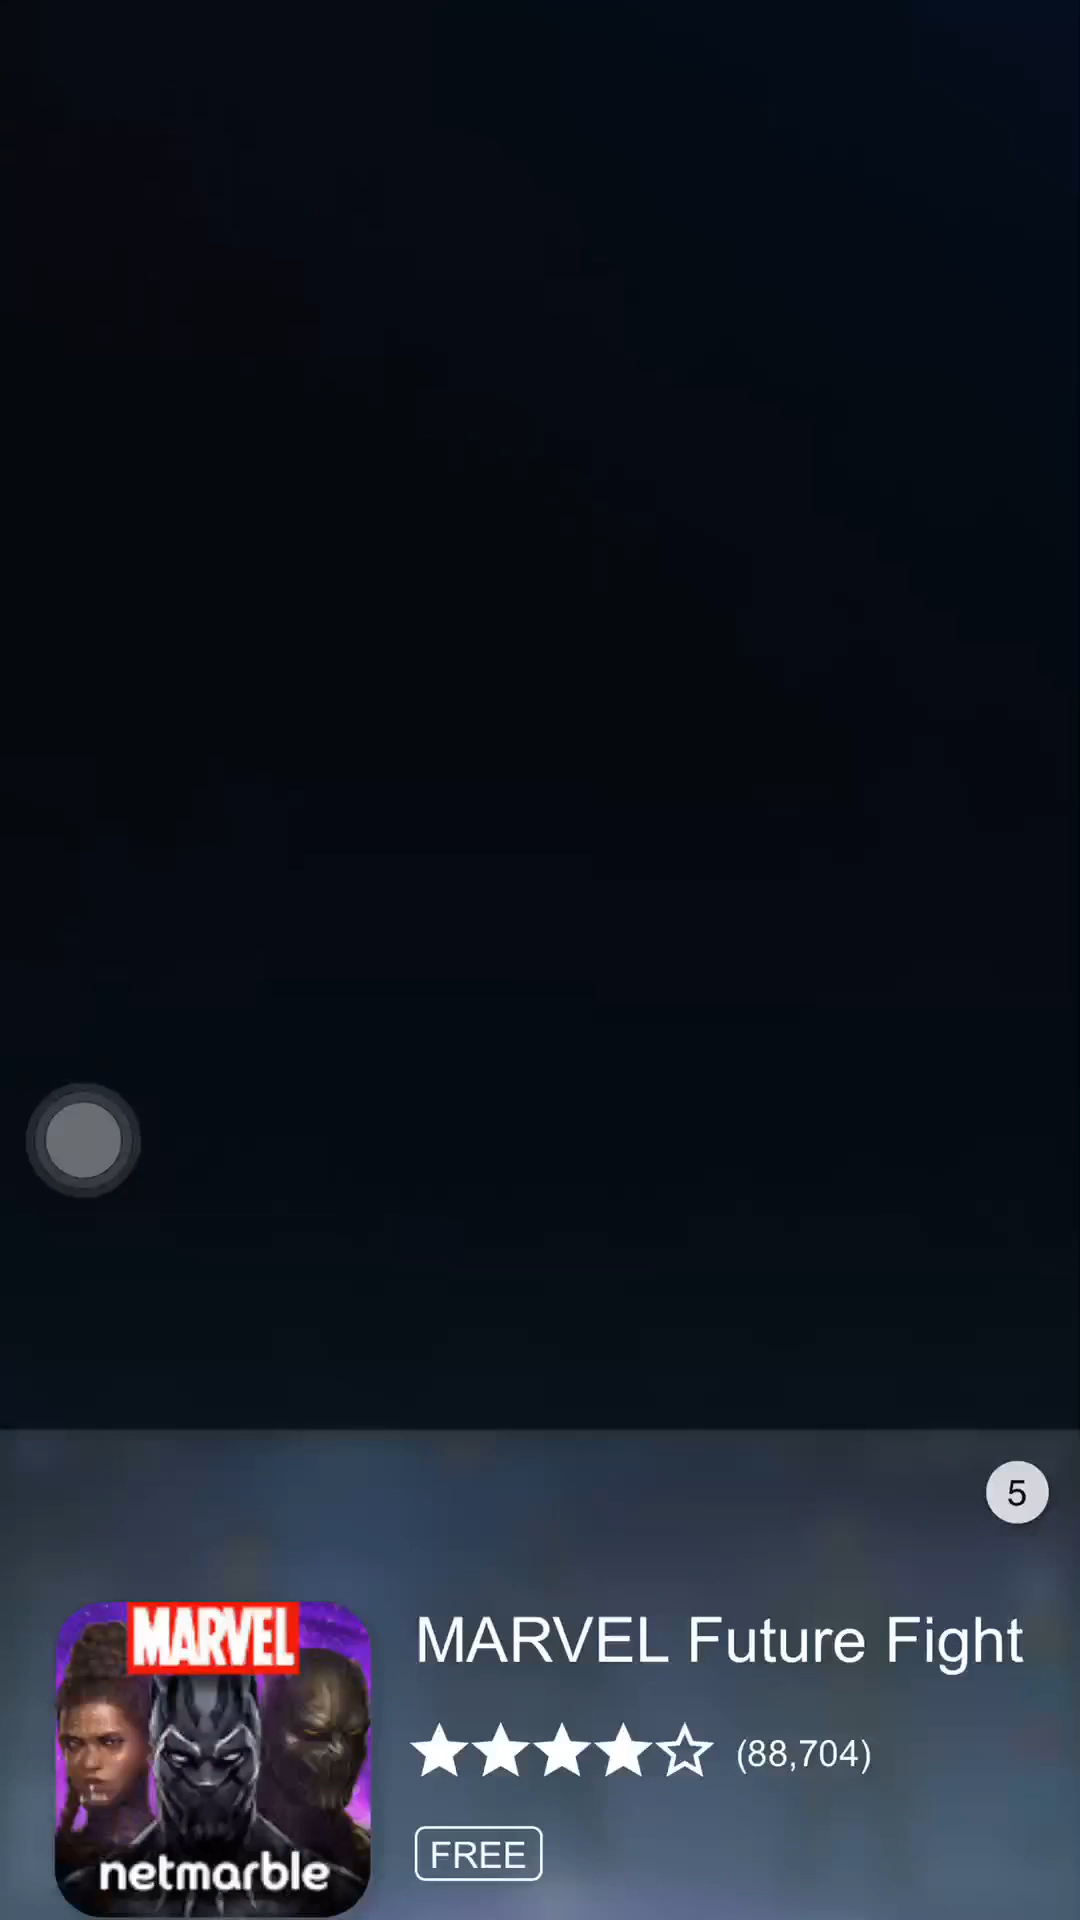 5
MARVEL
MARVEL Future Fight
(88,704)
FREE
netmarble